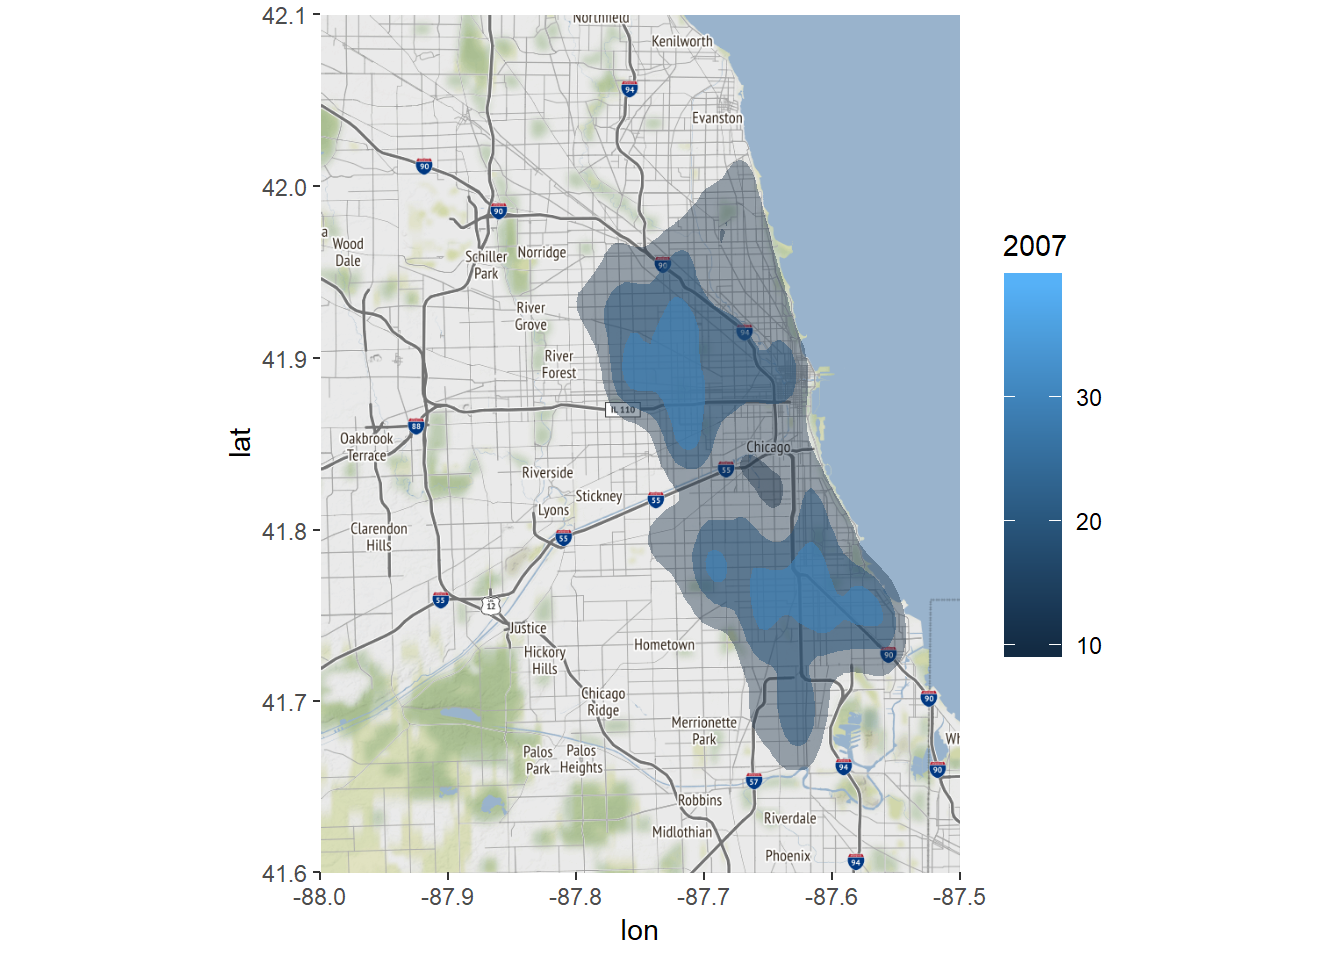 42.1
42.0
41.9
41.8
41.7
41.6
lat
-88.0
-87.9
-87.8
-87.7
-87.6
-87.5
lon
2007
30
20
10
Northfield
Kenilworth
94
Evanston
90
90
a
Wood
Dale
Schiller
Park
Norridge
90
River
Grove
94
River
Forest
IL 110
88
Oakbrook
Terrace
Chicago
Riverside
55
Stickney
55
Lyons
Clarendon
Hills
55
55
12
Justice
Hometown
Hickory
Hills
90
Chicago
Ridge
90
Merrionette
Park
Wh
Palos
Park
Palos
Heights
94
90
57
Robbins
Riverdale
Midlothian
Phoenix
94